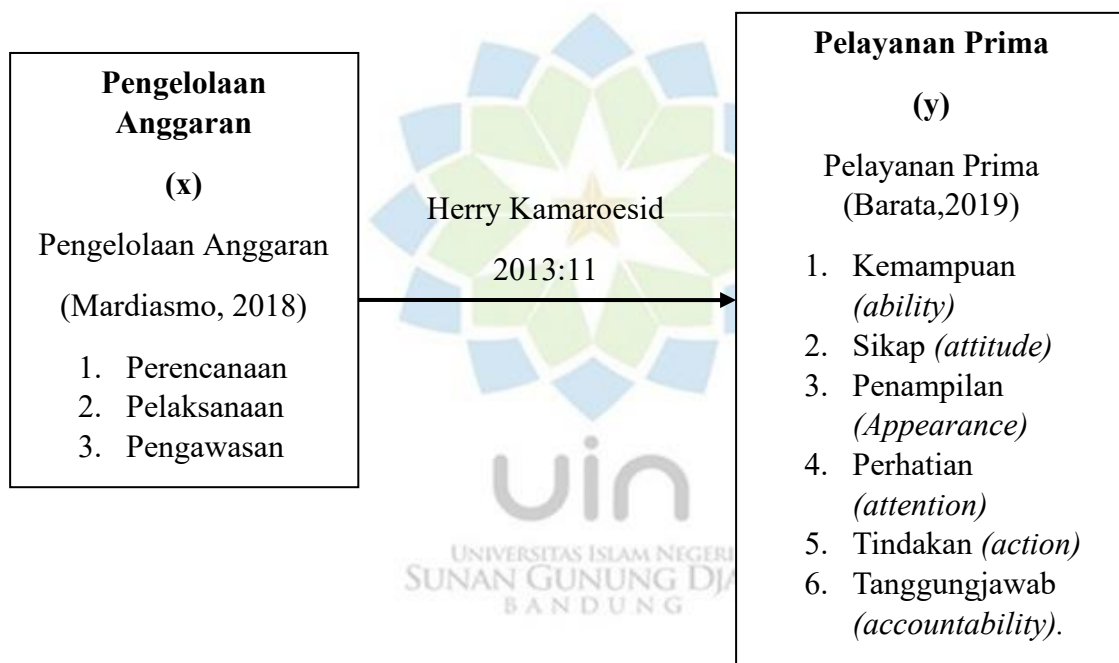 Pengelolaan
Anggaran
(x)
Pengelolaan Anggaran
(Mardiasmo, 2018)
1. Perencanaan
2. Pelaksanaan
3. Pengawasan
Herry Kamaroesid
2013:11
Pelayanan Prima
(y)
Pelayanan Prima
(Barata,2019)
1. Kemampuan
(ability)
2. Sikap (attitude)
3. Penampilan
(Appearance)
4. Perhatian
(attention)
5. Tindakan (action)
6. Tanggungjawab
(accountability).
uin
UNIVERSITAS ISLAM NEGERI
SUNAN GUNUNG DJA
BANDUNG